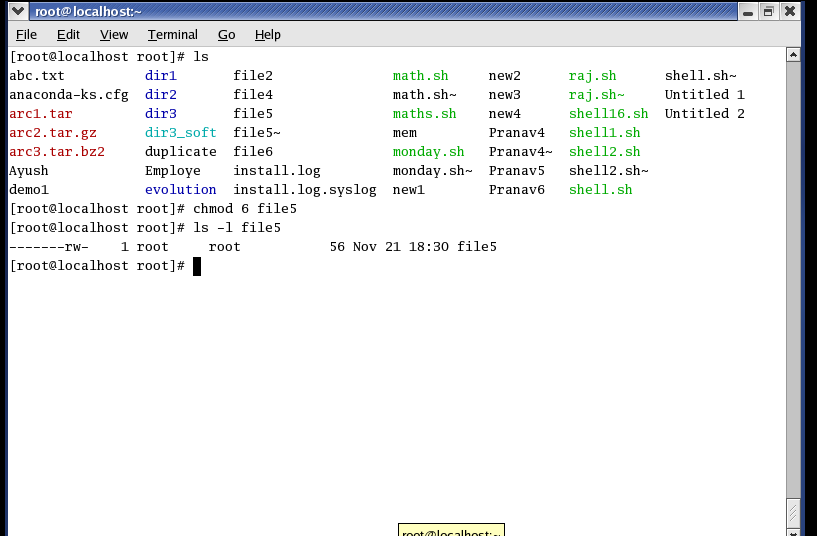 root@localhost:~
File Edit View Terminal Go Help
[root@localhost root]# ls
abc.txt dir1 file2 math.sh new2 raj.sh shell.sh~
anaconda-ks.cfg dir2 file4 math.sh~ new3 raj.sh~ Untitled 1
arc1.tar dir3 file5 maths.sh new4 shell16.sh Untitled 2
arc2.tar.gz dir3_soft file5~ mem Pranav4 shell1.sh
arc3.tar.bz2 duplicate file6 monday.sh Pranav4~ shell2.sh
Ayush Employe install.log monday.sh~ Pranav5 shell2.sh~
demo1 evolution install.log.syslog new1 Pranav6 shell.sh
[root@localhost root]# chmod 6 file5
[root@localhost root]# ls -l file5
-------rw- 1 root root 56 Nov 21 18:30 file5
[root@localhost root]#
root@localhost:~